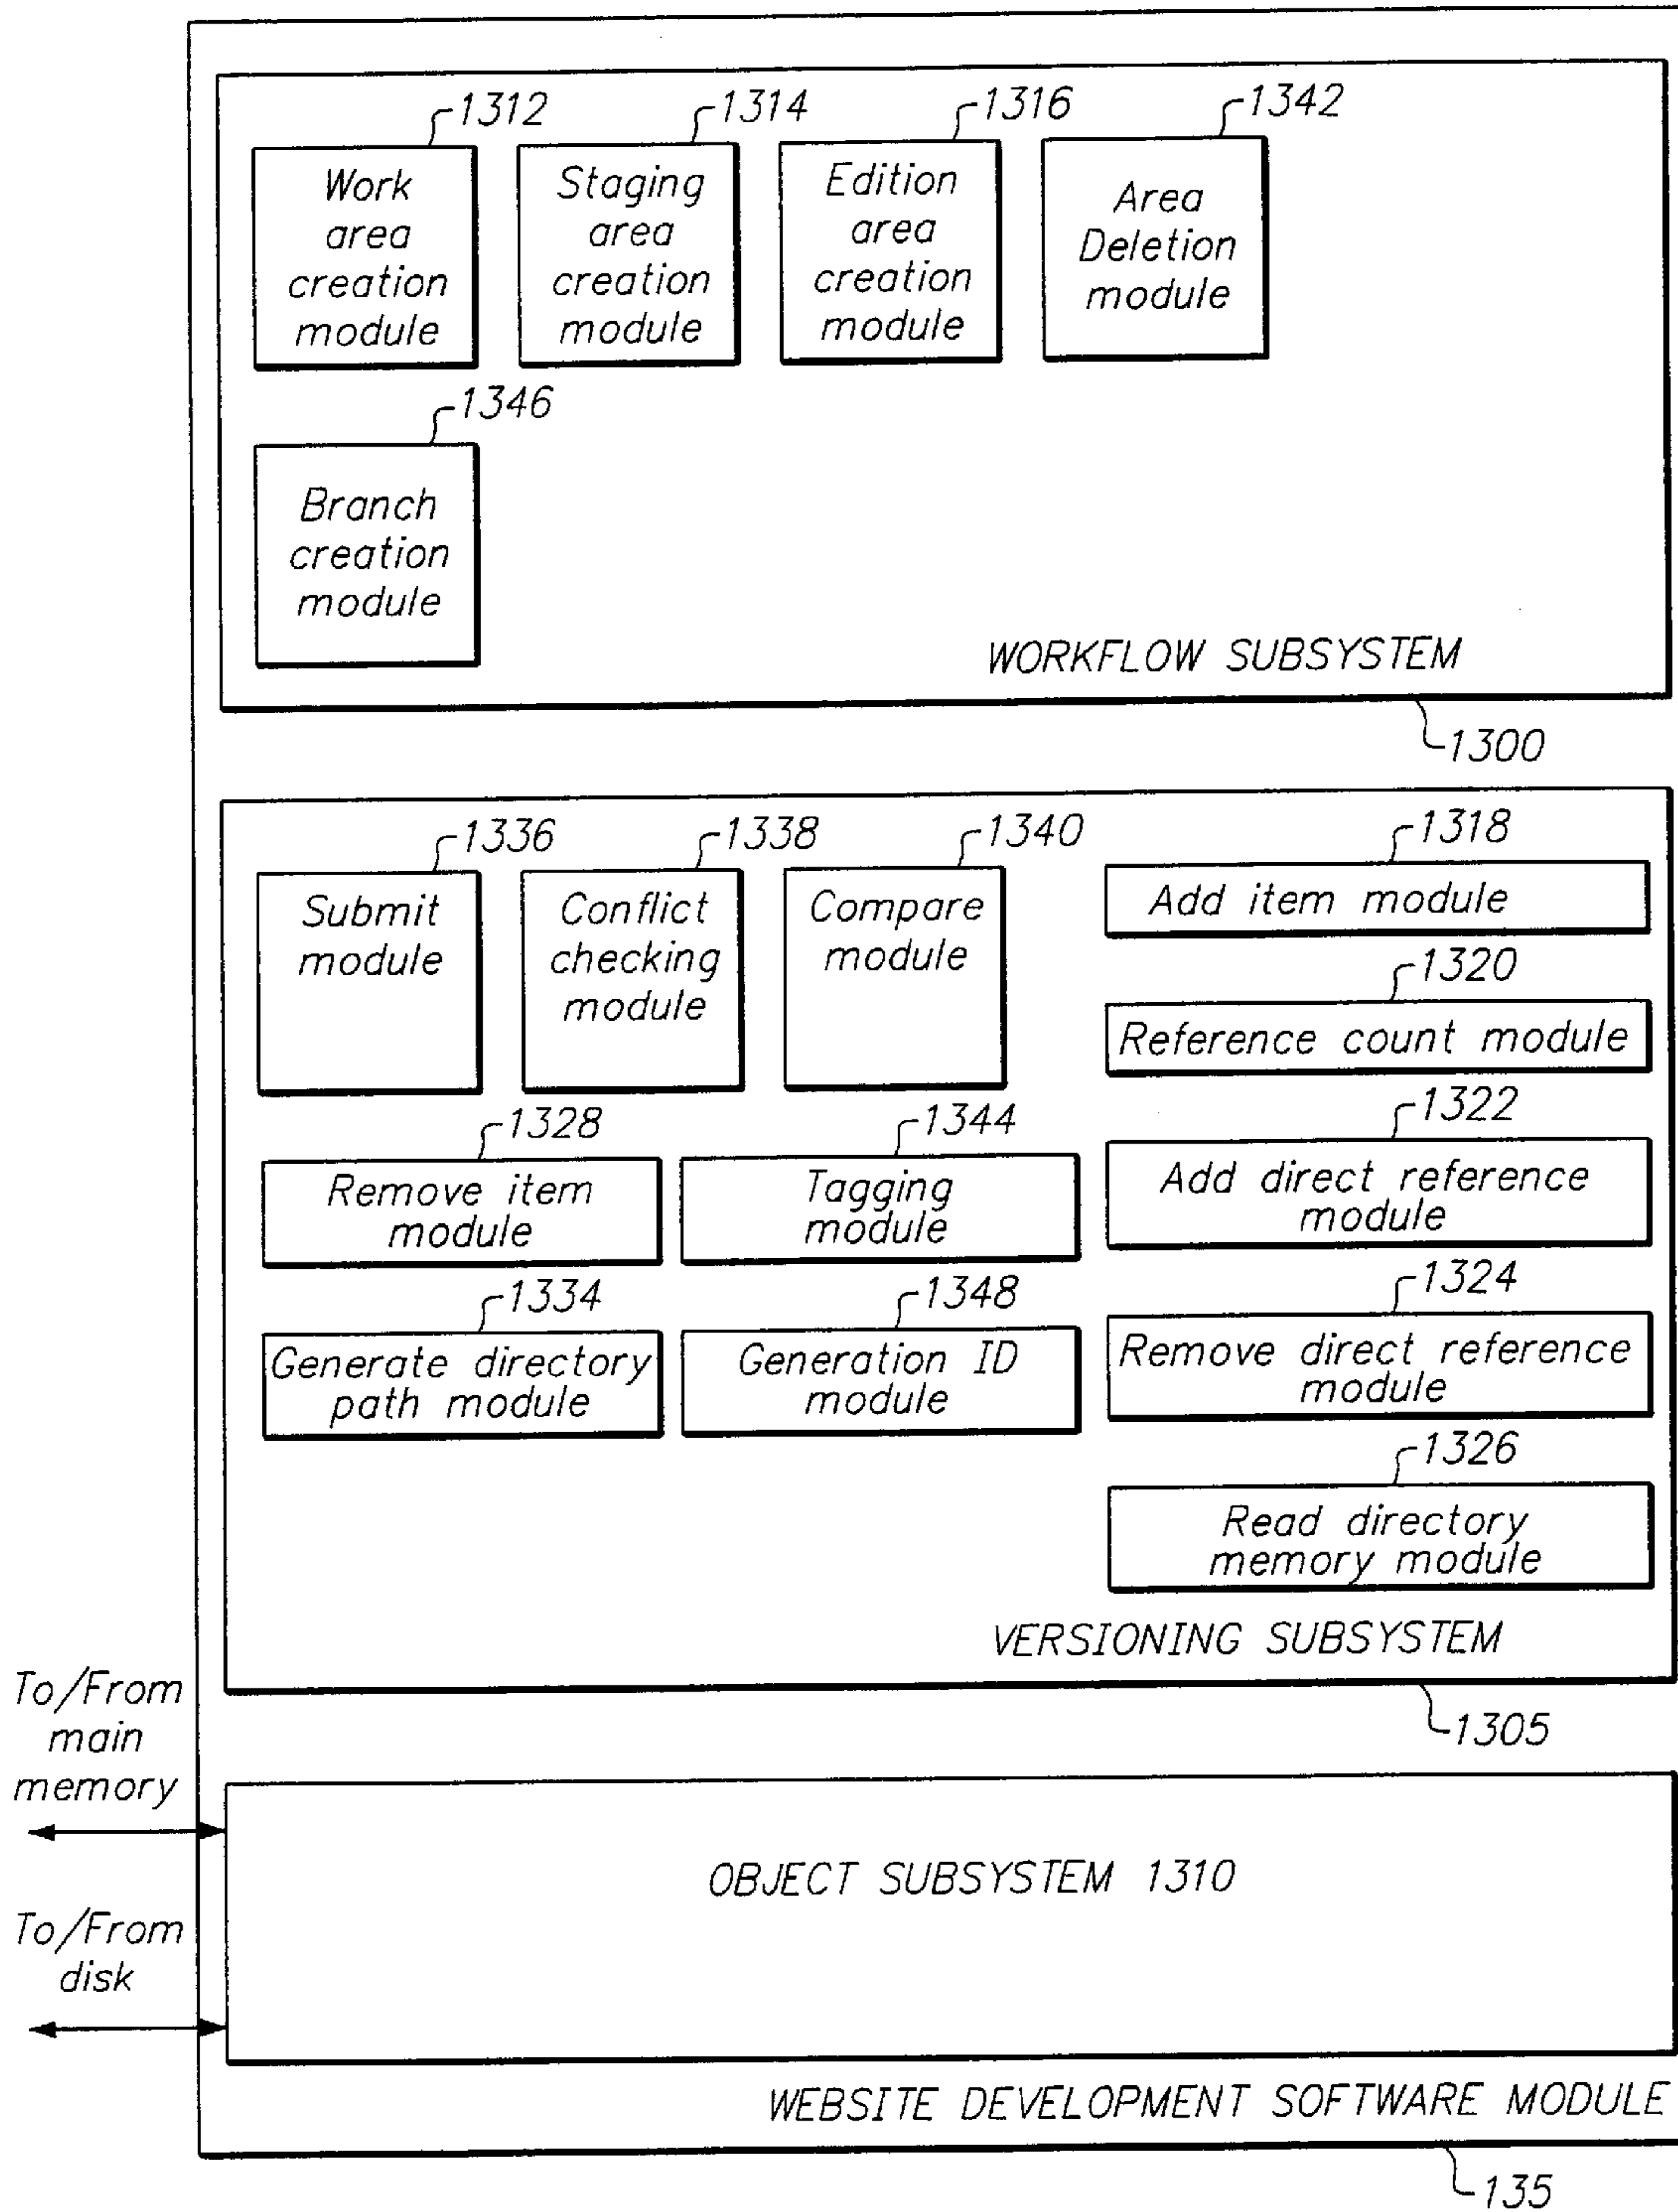 1312
1314
1316
1342
Work
area
creation
module
Staging
area
creation
module
Edition
area
creation
module
Area
Deletion
module
1346
Branch
creation
module
WORKFLOW SUBSYSTEM
1300
1336
1338
1340
1318
Submit
module
Conflict
checking
module
Compare
module
Add item module
1320
Reference count module
1328
1344
1322
Remove item
module
Tagging
module
Add direct reference
module
1334
1348
1324
Generate directory
path module
Generation ID
module
Remove direct reference
module
1326
Read directory
memory module
VERSIONING SUBSYSTEM
1305
To/From
main
memory
OBJECT SUBSYSTEM 1310
To/From
disk
WEBSITE DEVELOPMENT SOFTWARE MODULE
135